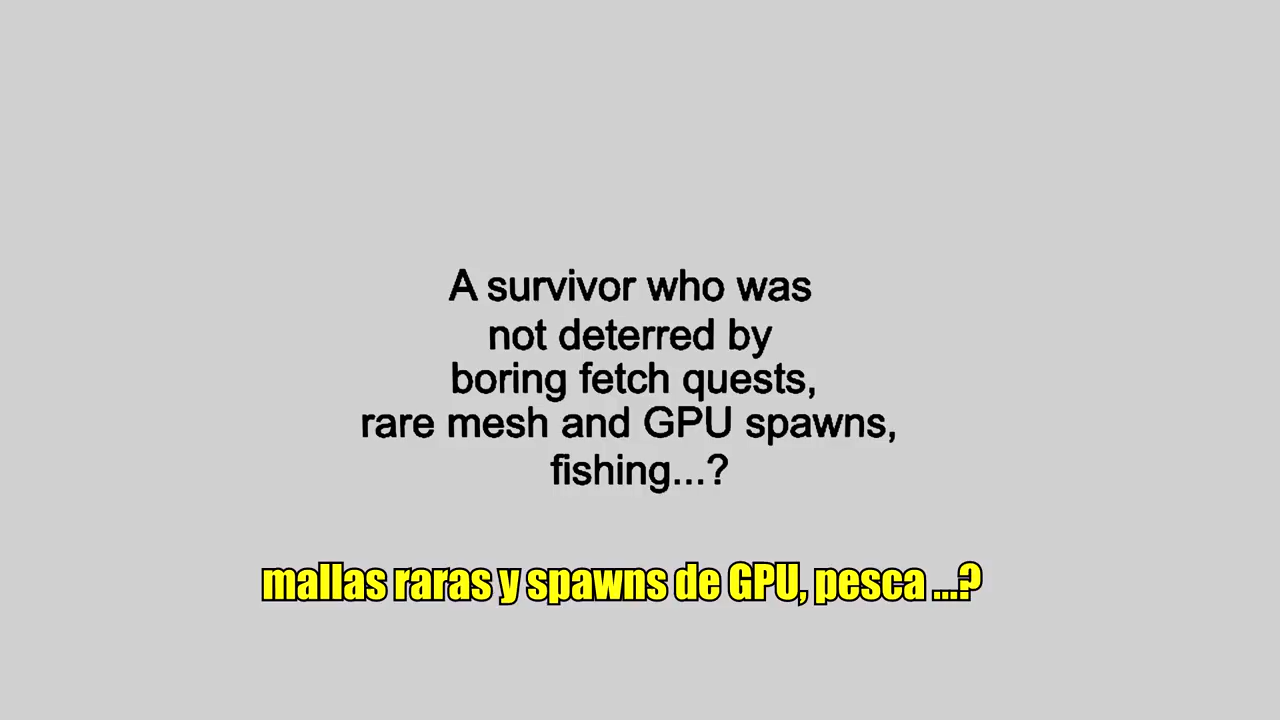 A survivor who was
not deterred by
boring fetch quests,
rare mesh and GPU spawns,
fishing...?
mallas raras y spawns de GPU, pesca ...?